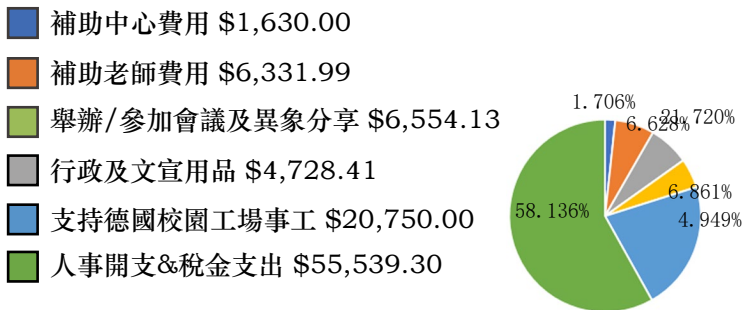 補助中心費用 $1,630.00
補助老師費用 $6,331.99
舉辦/參加會議及異象分享 $6,554.13
行政及文宣用品 $4,728.41
支持德國校園工場事工 $20,750.00
人事開支&稅金支出 $55,539.30
1.706%
6.628%
21.720%
6.861%
4.949%
58.136%